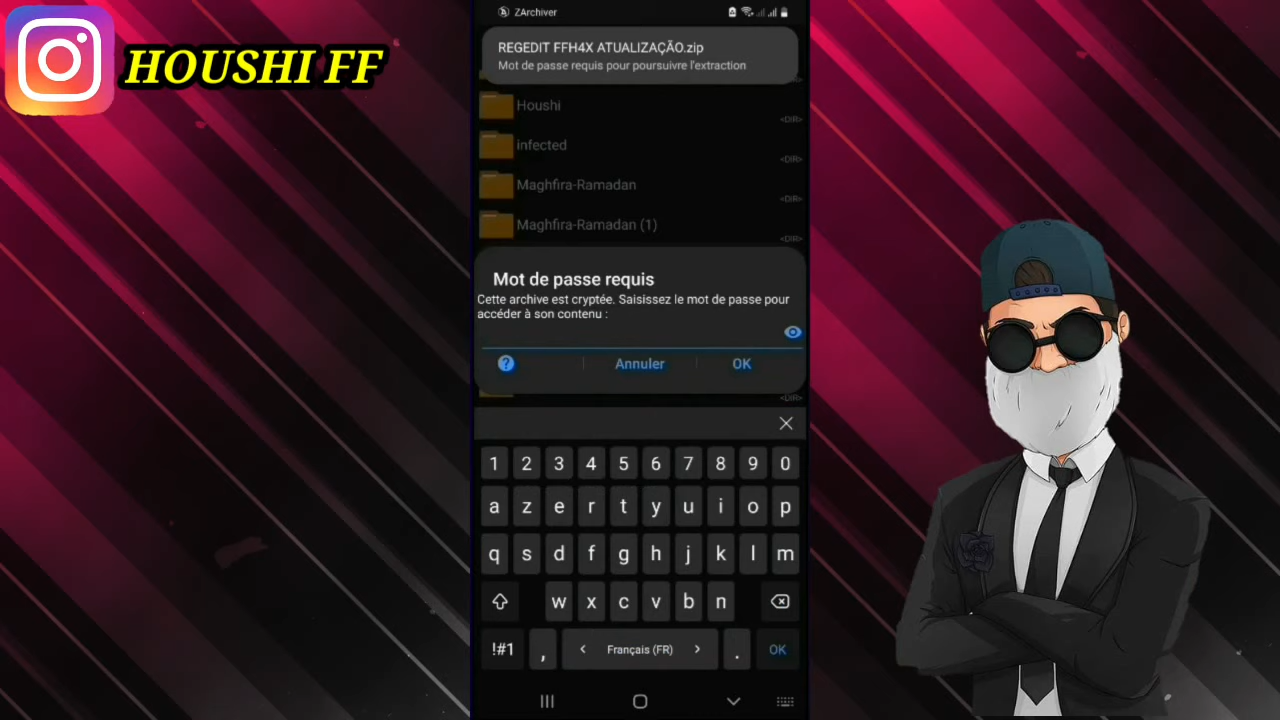 HOUSHI FF
ZArchiver
REGEDIT FFH4X ATUALIZAÇÃO.zip
Mot de passe requis pour poursuivre l'extraction
Houshi
<DIR>
infected
<DIR>
Maghfira-Ramadan
<DIR>
Maghfira-Ramadan (1)
<DIR>
Mot de passe requis
Cette archive est cryptée. Saisissez le mot de passe pour
accéder à son contenu :
? Annuler OK
<DIR>
1 2 3 4 5 6 7 8 9 0
a z e r t y u i o p
q s d f g h j k l m
w x c v b n
!#1 , < Français (FR) > . OK